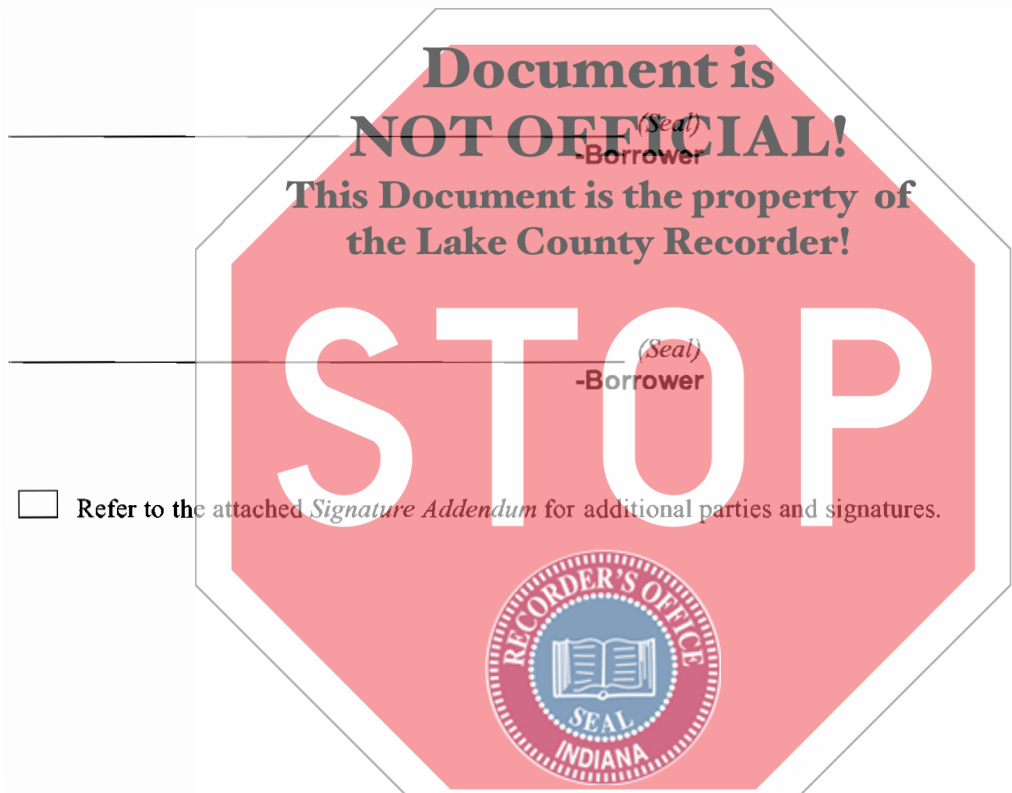 Document is
NOT OFFICIAL!
(Seal)
-Borrower
This Document is the property of
the Lake County Recorder!
STOP
(Seal)
-Borrower
Refer to the attached Signature Addendum for additional parties and signatures.
RECORDER'S OFFICE
SEAL
INDIANA